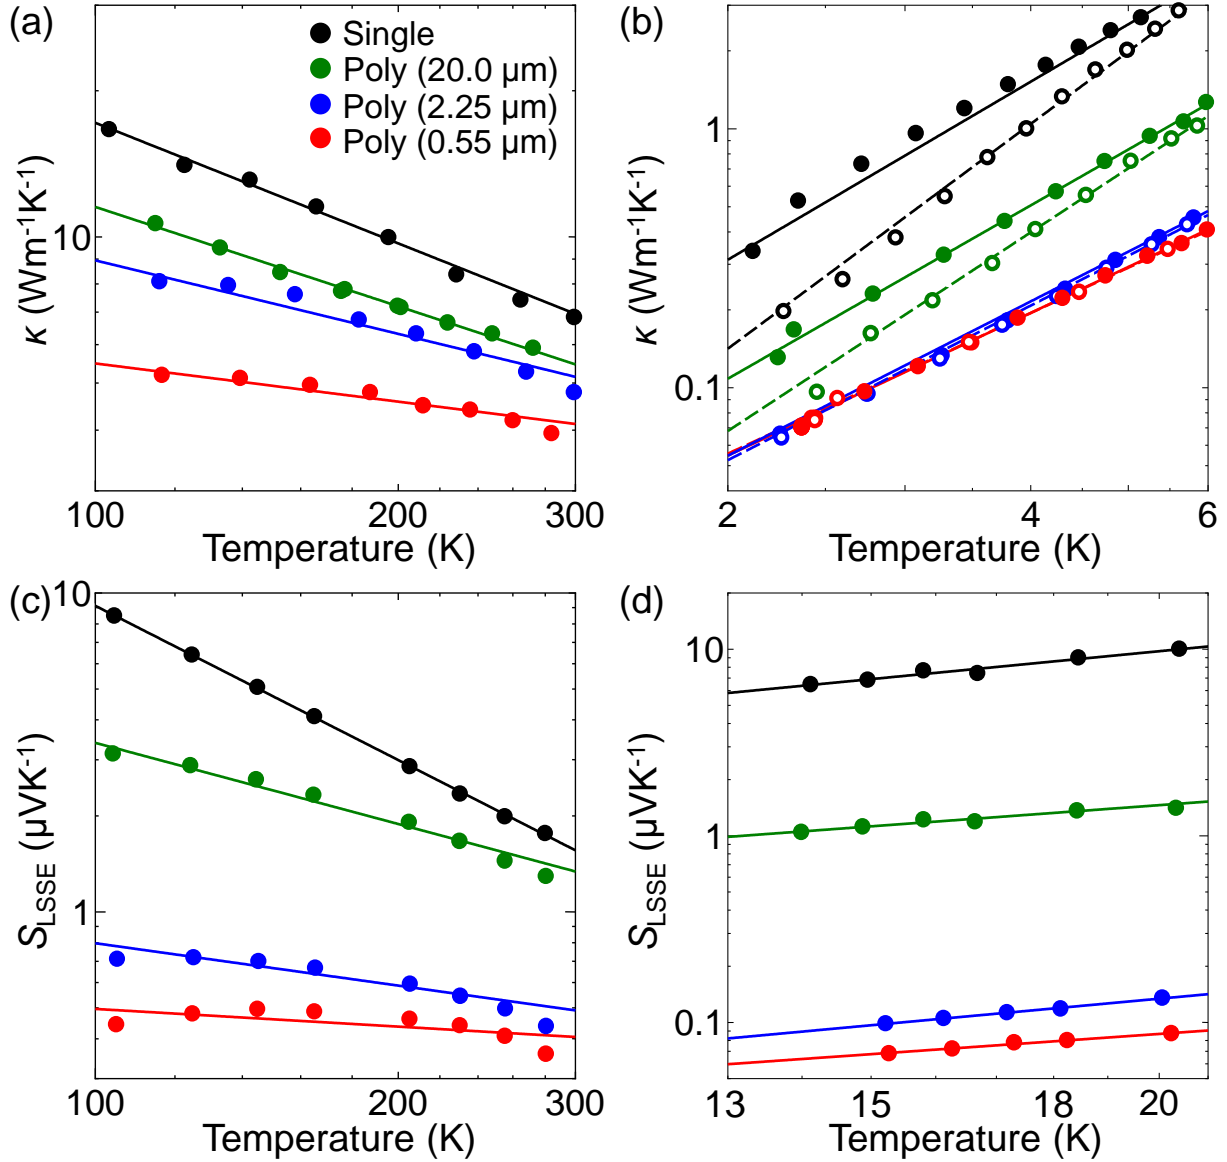 (a)
Single
Poly (20.0 μm)
Poly (2.25 μm)
Poly (0.55 μm)
κ (Wm⁻¹K⁻¹)
10
100
200
300
Temperature (K)
(b)
κ (Wm⁻¹K⁻¹)
1
0.1
2
4
6
Temperature (K)
(c)
S_LSSE (μVK⁻¹)
10
1
100
200
300
Temperature (K)
(d)
S_LSSE (μVK⁻¹)
10
1
0.1
13
15
18
20
Temperature (K)